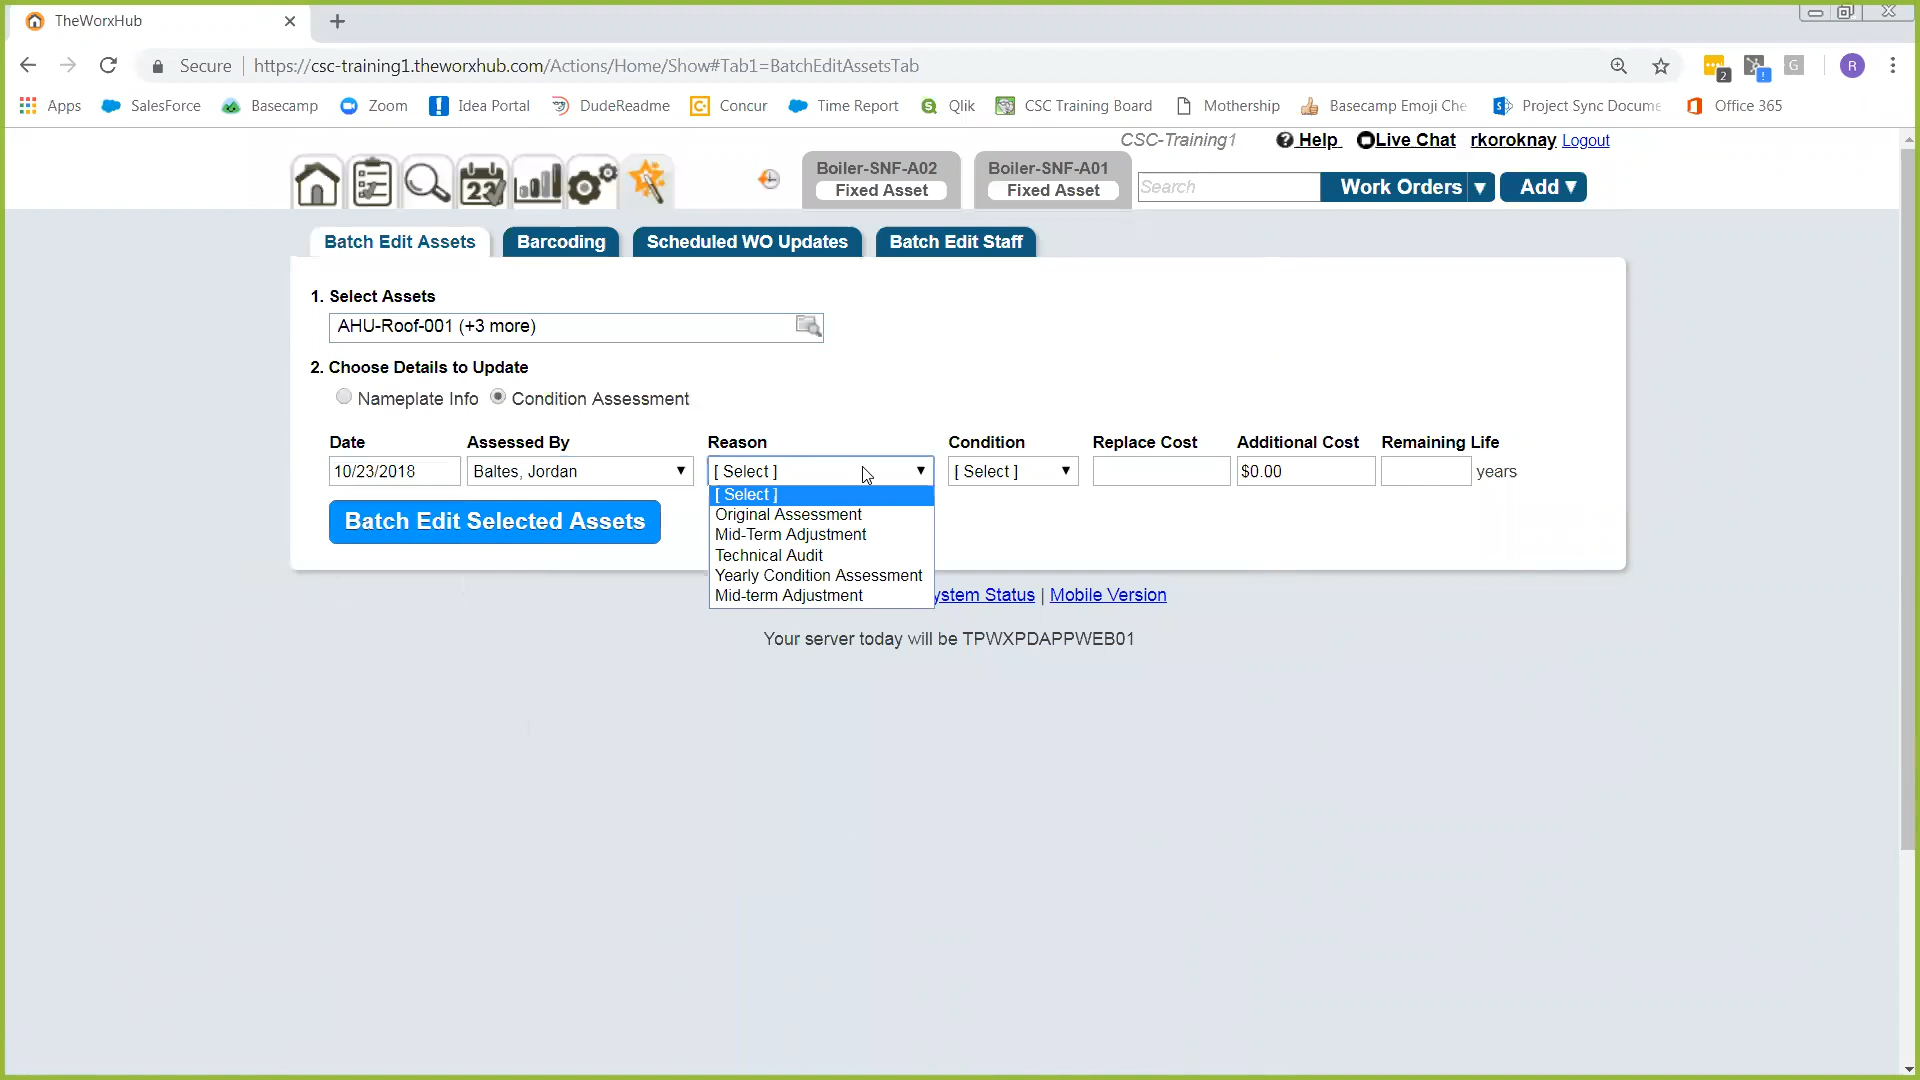 TheWorxHub
Secure https://csc-training1.theworxhub.com/Actions/Home/Show#Tab1=BatchEditAssetsTab
2 ! G R
Apps SalesForce Basecamp Zoom Idea Portal DudeReadme Concur Time Report Qlik CSC Training Board Mothership Basecamp Emoji Che Project Sync Docume Office 365
CSC-Training1 Help Live Chat rkoroknay Logout
Boiler-SNF-A02 Boiler-SNF-A01
Fixed Asset Fixed Asset Search Work Orders ▼ Add ▼
23
Batch Edit Assets Barcoding Scheduled WO Updates Batch Edit Staff
1. Select Assets
AHU-Roof-001 (+3 more)
2. Choose Details to Update
Nameplate Info Condition Assessment
Date Assessed By Reason Condition Replace Cost Additional Cost Remaining Life
10/23/2018 Baltes, Jordan [ Select ] [ Select ] $0.00 years
[ Select ]
Original Assessment
Batch Edit Selected Assets
Mid-Term Adjustment
Technical Audit
Yearly Condition Assessment
Mid-term Adjustment
ystem Status | Mobile Version
Your server today will be TPWXPDAPPWEB01